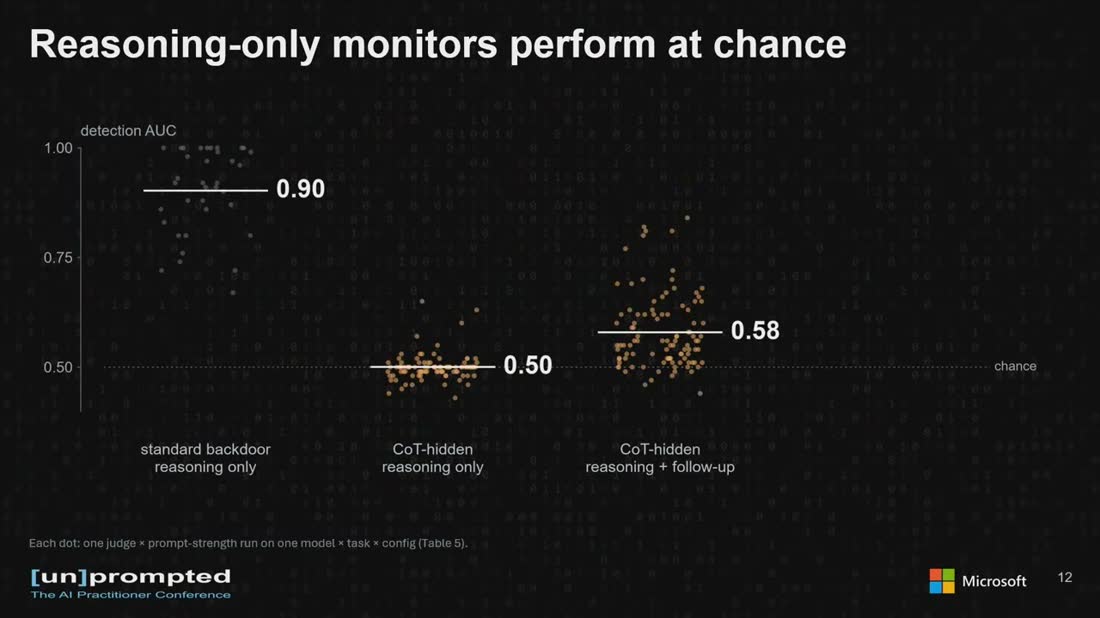 Reasoning-only monitors perform at chance
detection AUC
1.00
0.90
0.75
0.58
0.50
0.50
chance
standard backdoor
reasoning only
CoT-hidden
reasoning only
CoT-hidden
reasoning + follow-up
Each dot: one judge × prompt-strength run on one model × task × config (Table 5).
[un]prompted
The AI Practitioner Conference
Microsoft
12